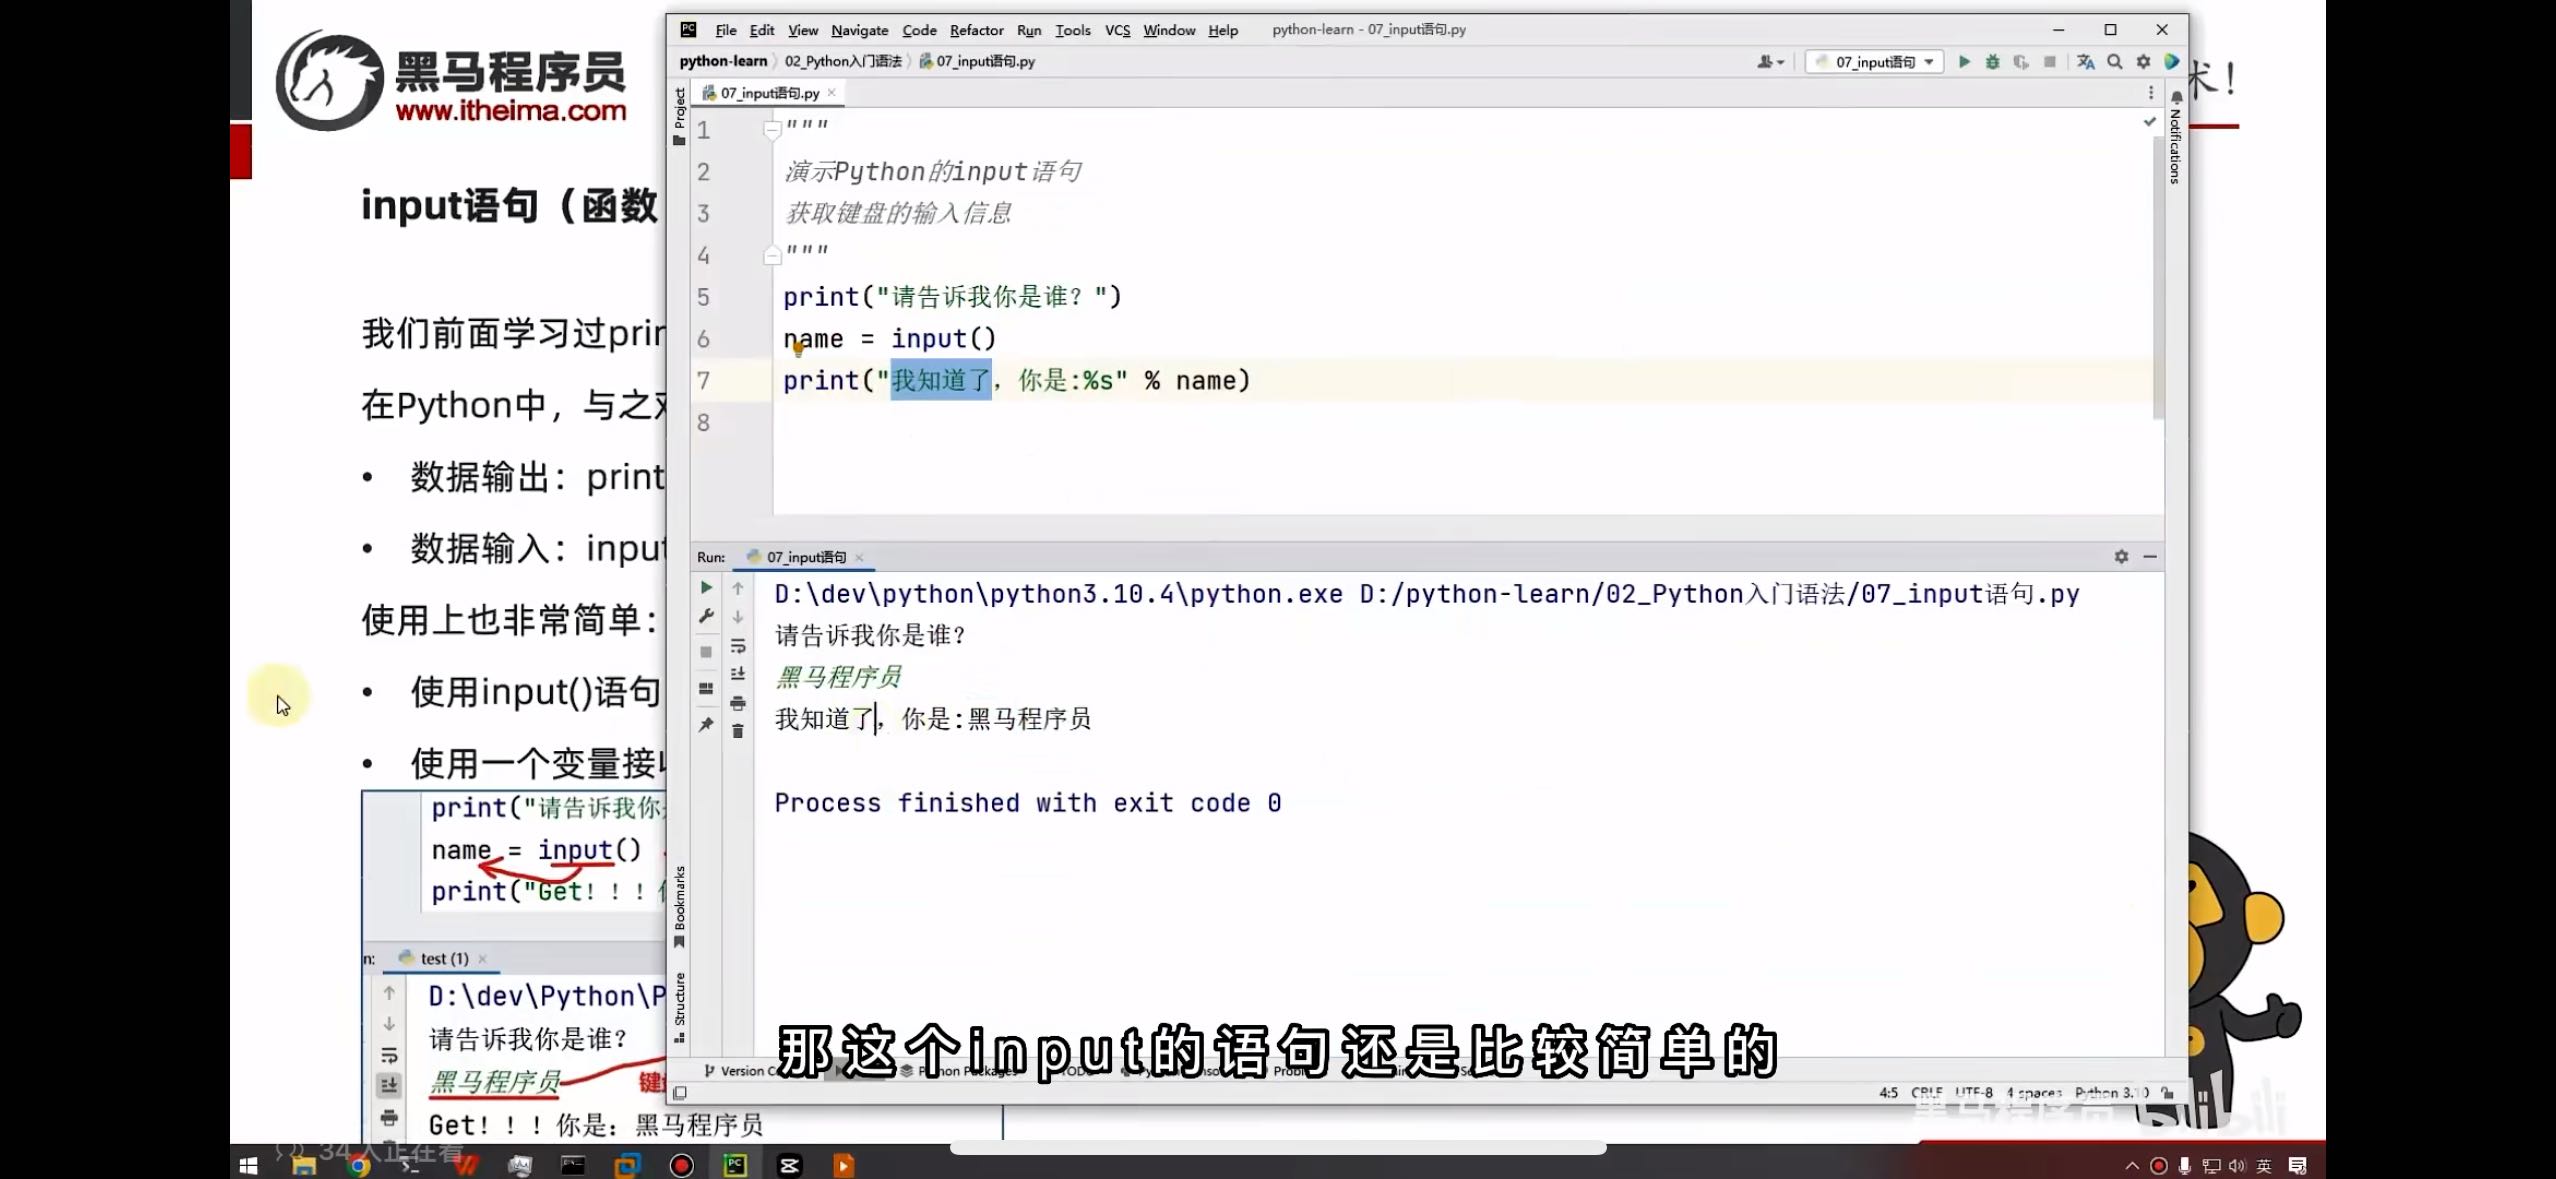 黑马程序员
www.itheima.com
术！
input语句（函数
我们前面学习过prin
在Python中，与之对
• 数据输出：print
• 数据输入：input
使用上也非常简单：
• 使用input()语句
• 使用一个变量接收
print("请告诉我你是
name = input()
print("Get！！！你
n: test (1)
D:\dev\Python\P
请告诉我你是谁？
黑马程序员
键盘
Get！！！你是：黑马程序员
PC File Edit View Navigate Code Refactor Run Tools VCS Window Help python-learn - 07_input语句.py
python-learn 02_Python入门语法 07_input语句.py
07_input语句
07_input语句.py
Project
Notifications
1 """
2 演示Python的input语句
3 获取键盘的输入信息
4 """
5 print("请告诉我你是谁？")
6 name = input()
7 print("我知道了，你是:%s" % name)
8
Run: 07_input语句
D:\dev\python\python3.10.4\python.exe D:/python-learn/02_Python入门语法/07_input语句.py
请告诉我你是谁？
黑马程序员
我知道了，你是:黑马程序员
Process finished with exit code 0
Bookmarks
Structure
那这个input的语句还是比较简单的
Version C
Python Packages
4:5 CRLF UTF-8 4 spaces Python 3.10
黑马程序员 bilibili
34人正在看
PC
英